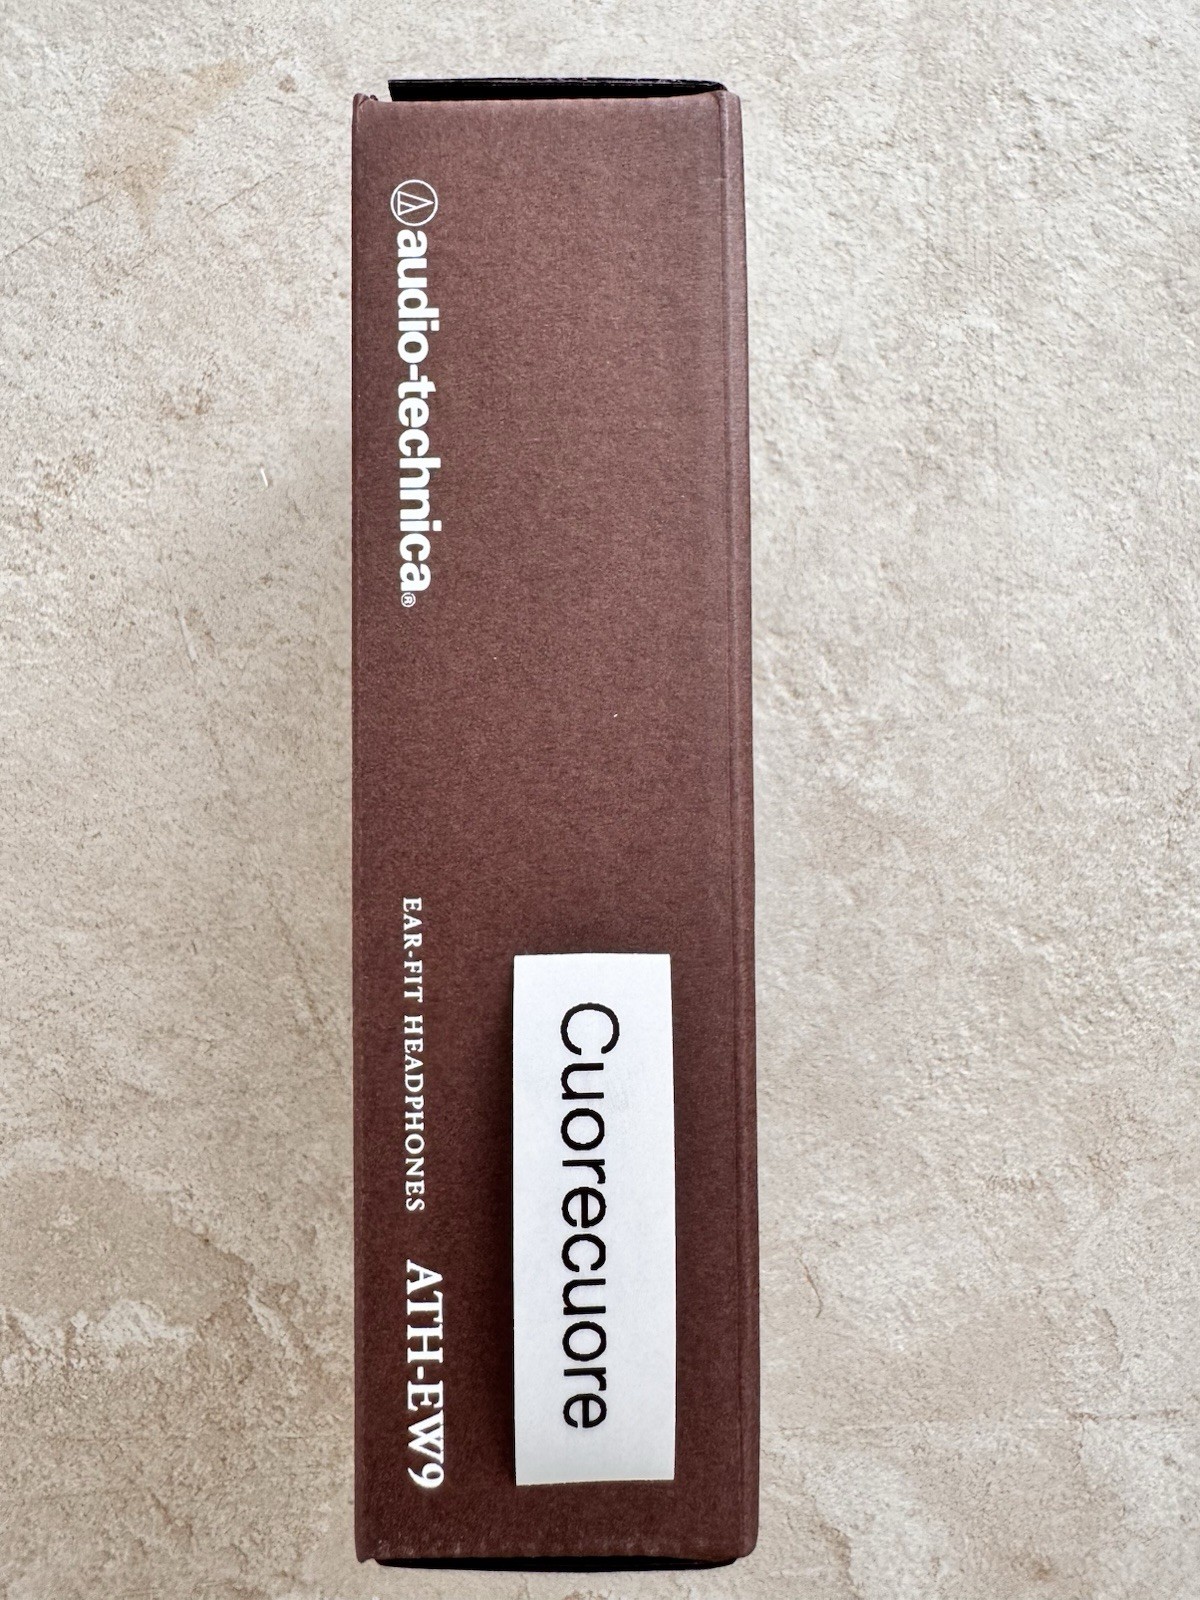 audio-technica®
EAR-FIT HEADPHONES ATH-EW9
Cuorecuore